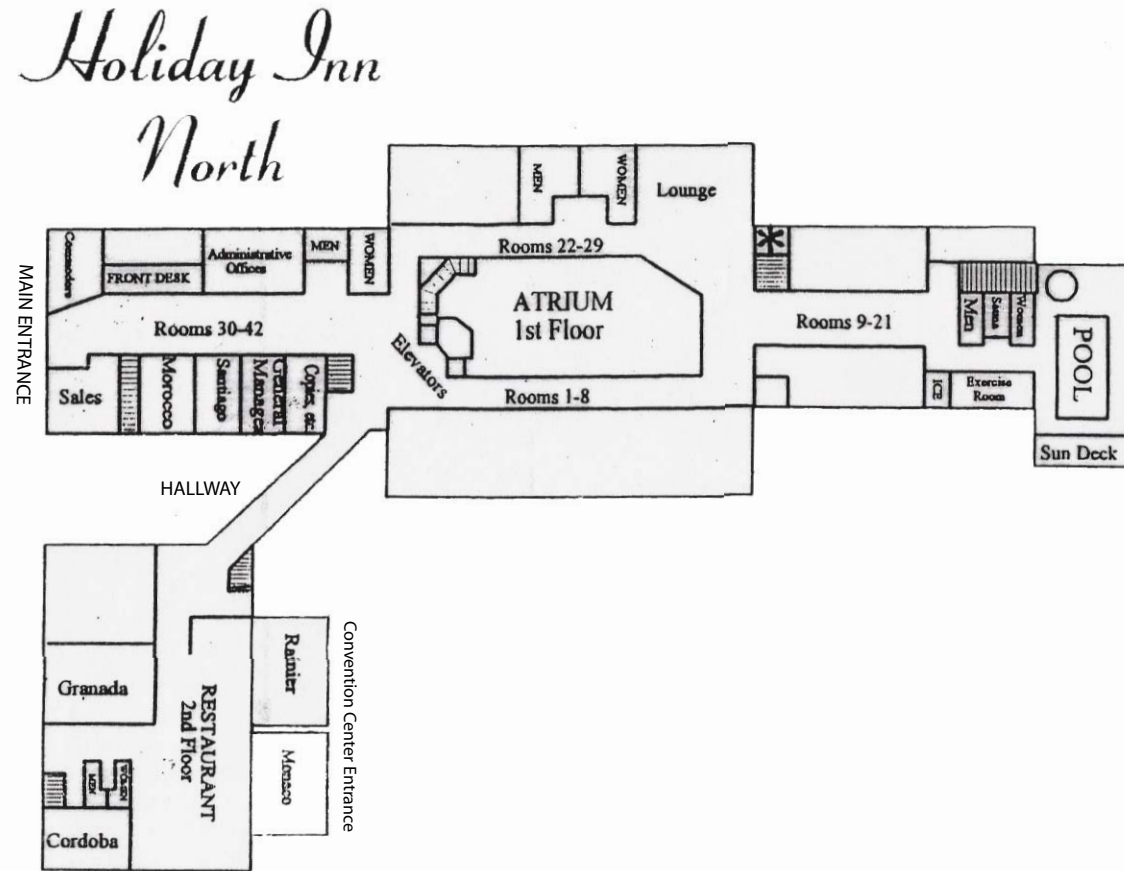 Holiday Inn
North
MEN
WOMEN
Lounge
Commodore
FRONT DESK
Administrative
Offices
MEN
WOMEN
Rooms 22-29
MAIN ENTRANCE
Rooms 30-42
ATRIUM
1st Floor
Elevators
Rooms 1-8
Rooms 9-21
Men
Sauna
Women
POOL
Sales
Morocco
Santiago
General
Manager
Copies, etc
ICE
Exercise
Room
Sun Deck
HALLWAY
Granada
RESTAURANT
2nd Floor
Rainier
Monaco
Convention Center Entrance
MEN
WOMEN
Cordoba